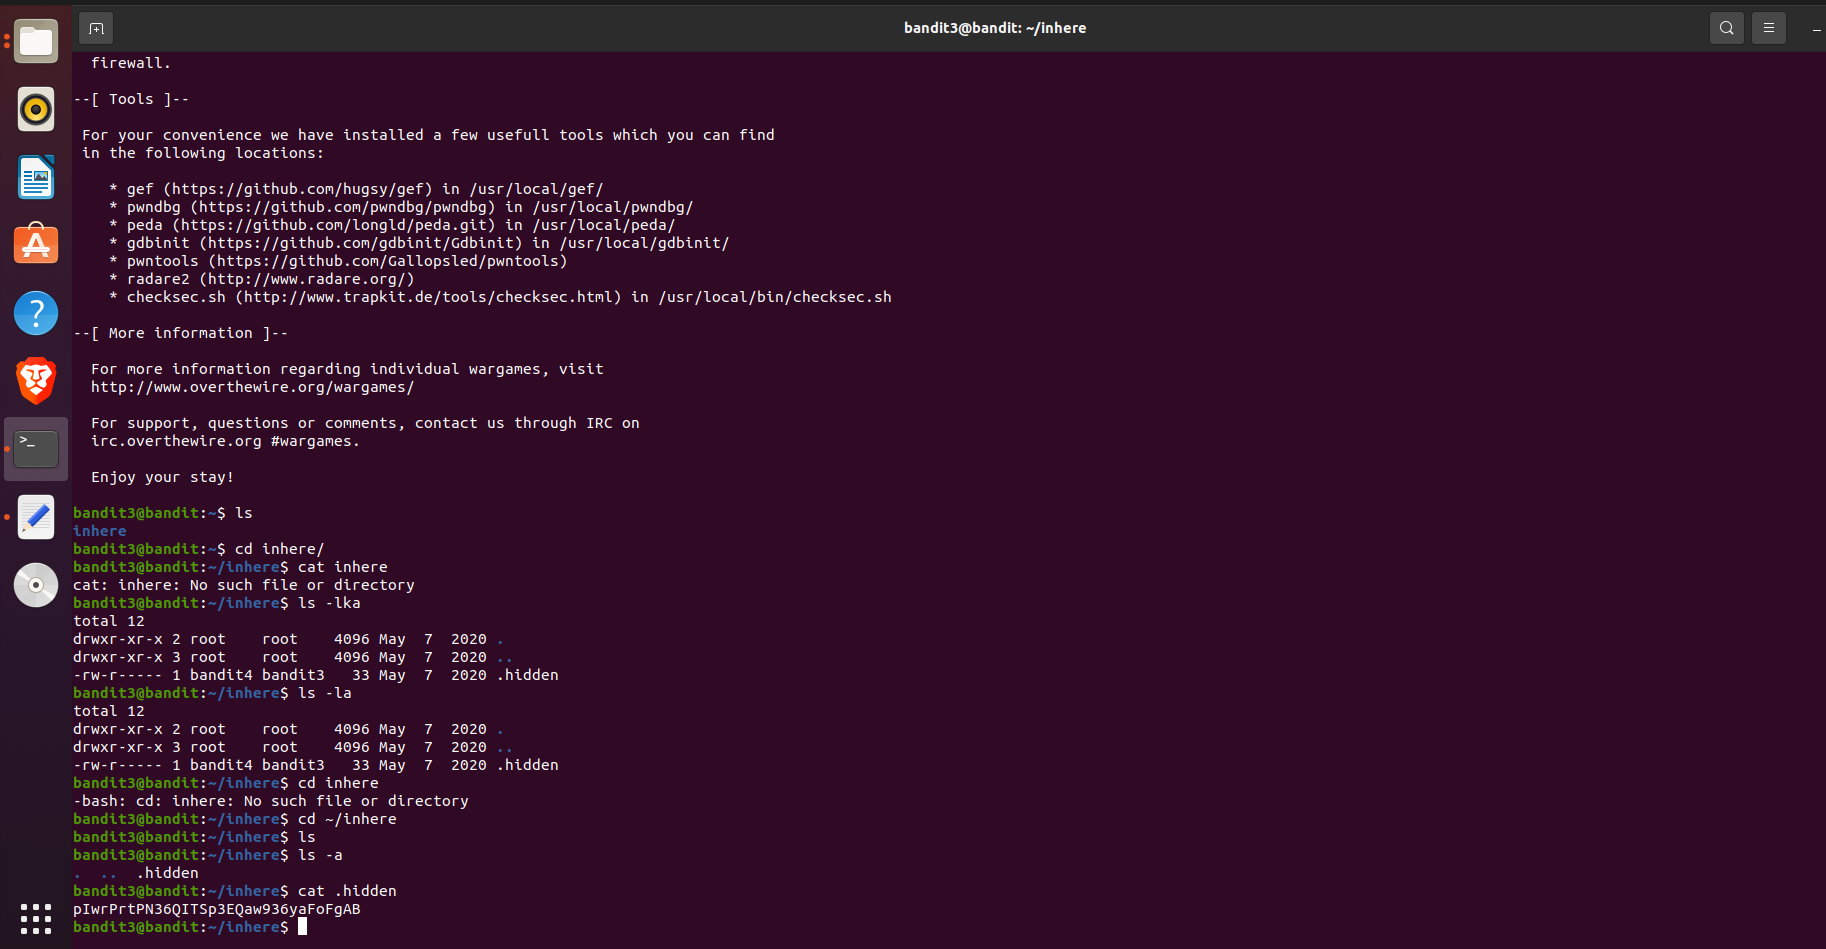 bandit3@bandit: ~/inhere
firewall.
--[ Tools ]--
For your convenience we have installed a few usefull tools which you can find
in the following locations:
* gef (https://github.com/hugsy/gef) in /usr/local/gef/
* pwndbg (https://github.com/pwndbg/pwndbg) in /usr/local/pwndbg/
* peda (https://github.com/longld/peda.git) in /usr/local/peda/
* gdbinit (https://github.com/gdbinit/Gdbinit) in /usr/local/gdbinit/
* pwntools (https://github.com/Gallopsled/pwntools)
* radare2 (http://www.radare.org/)
* checksec.sh (http://www.trapkit.de/tools/checksec.html) in /usr/local/bin/checksec.sh
--[ More information ]--
For more information regarding individual wargames, visit
http://www.overthewire.org/wargames/
For support, questions or comments, contact us through IRC on
irc.overthewire.org #wargames.
Enjoy your stay!
bandit3@bandit:~$ ls
inhere
bandit3@bandit:~$ cd inhere/
bandit3@bandit:~/inhere$ cat inhere
cat: inhere: No such file or directory
bandit3@bandit:~/inhere$ ls -lka
total 12
drwxr-xr-x 2 root    root    4096 May  7  2020 .
drwxr-xr-x 3 root    root    4096 May  7  2020 ..
-rw-r----- 1 bandit4 bandit3   33 May  7  2020 .hidden
bandit3@bandit:~/inhere$ ls -la
total 12
drwxr-xr-x 2 root    root    4096 May  7  2020 .
drwxr-xr-x 3 root    root    4096 May  7  2020 ..
-rw-r----- 1 bandit4 bandit3   33 May  7  2020 .hidden
bandit3@bandit:~/inhere$ cd inhere
-bash: cd: inhere: No such file or directory
bandit3@bandit:~/inhere$ cd ~/inhere
bandit3@bandit:~/inhere$ ls
bandit3@bandit:~/inhere$ ls -a
.  ..  .hidden
bandit3@bandit:~/inhere$ cat .hidden
pIwrPrtPN36QITSp3EQaw936yaFoFgAB
bandit3@bandit:~/inhere$